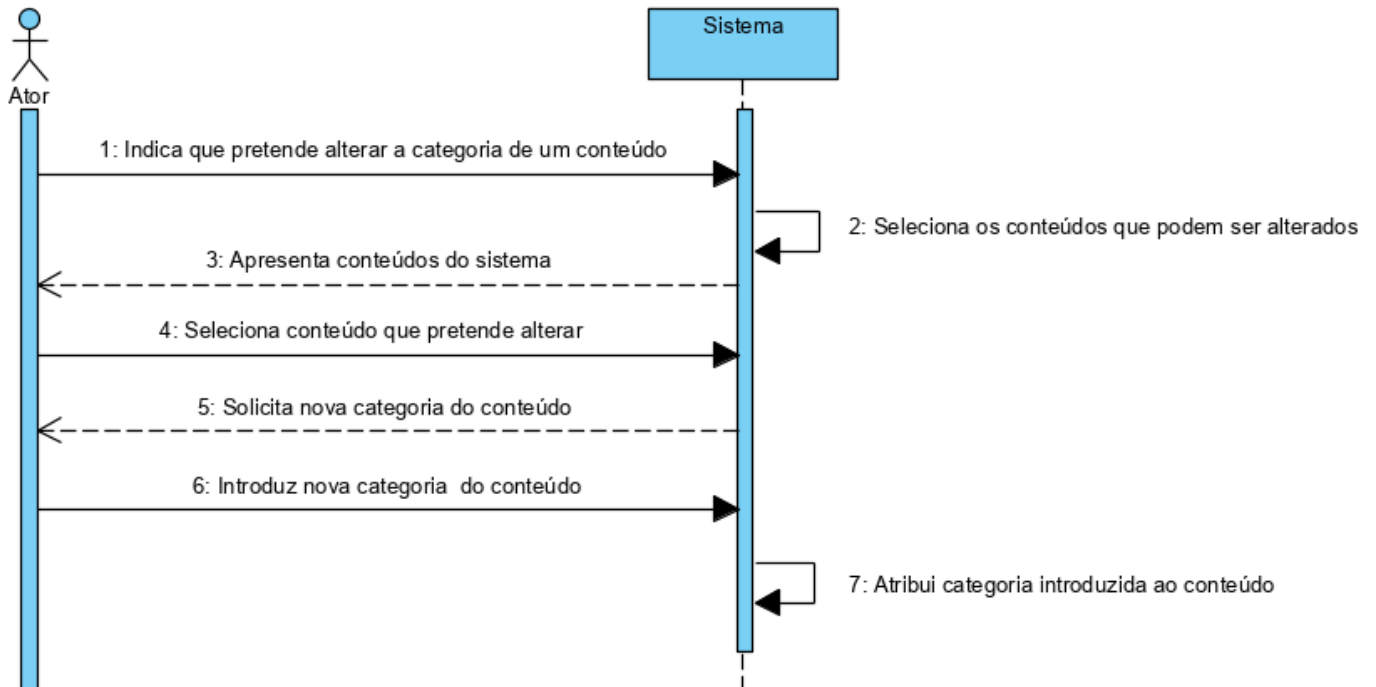 Sistema
Ator
1: Indica que pretende alterar a categoria de um conteúdo
2: Seleciona os conteúdos que podem ser alterados
3: Apresenta conteúdos do sistema
4: Seleciona conteúdo que pretende alterar
5: Solicita nova categoria do conteúdo
6: Introduz nova categoria  do conteúdo
7: Atribui categoria introduzida ao conteúdo